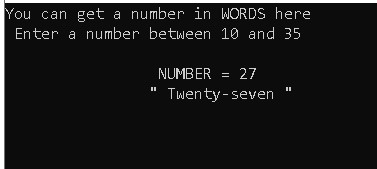 You can get a number in WORDS here
Enter a number between 10 and 35
NUMBER = 27
" Twenty-seven "